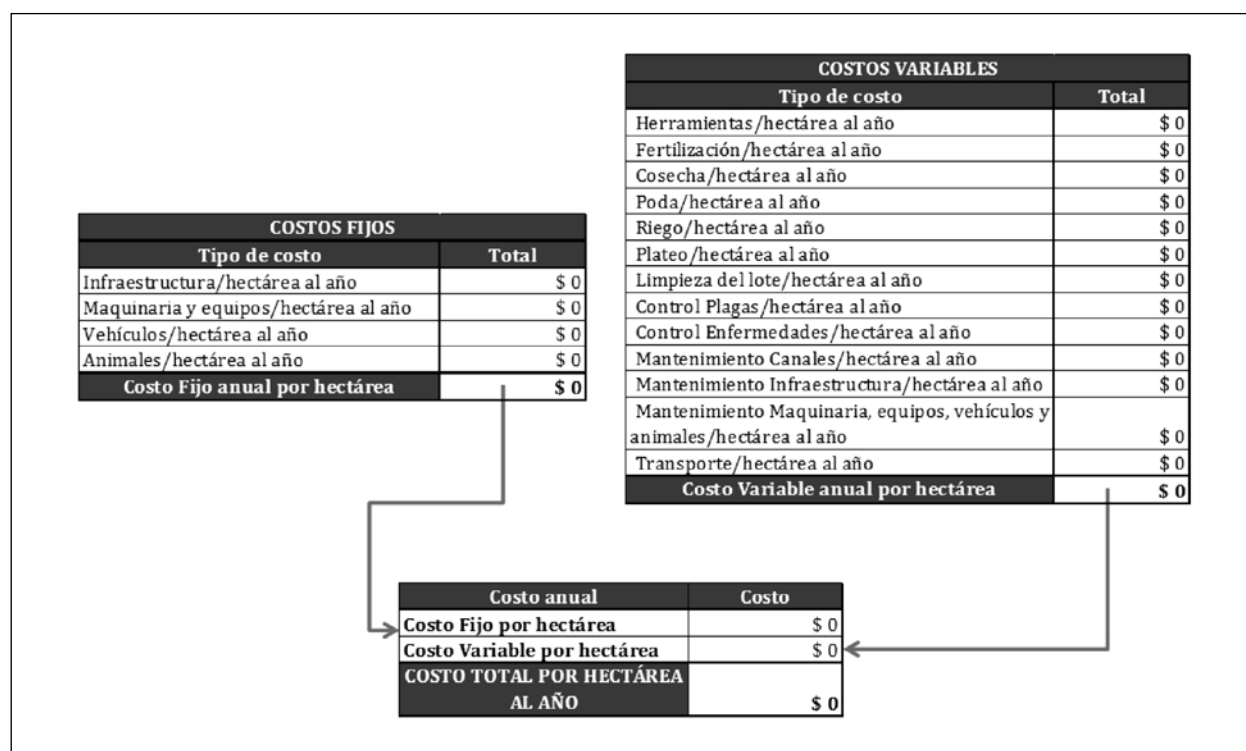 COSTOS FIJOS
Tipo de costo Total
Infraestructura/hectárea al año $ 0
Maquinaria y equipos/hectárea al año $ 0
Vehículos/hectárea al año $ 0
Animales/hectárea al año $ 0
Costo Fijo anual por hectárea $ 0
COSTOS VARIABLES
Tipo de costo Total
Herramientas/hectárea al año $ 0
Fertilización/hectárea al año $ 0
Cosecha/hectárea al año $ 0
Poda/hectárea al año $ 0
Riego/hectárea al año $ 0
Plateo/hectárea al año $ 0
Limpieza del lote/hectárea al año $ 0
Control Plagas/hectárea al año $ 0
Control Enfermedades/hectárea al año $ 0
Mantenimiento Canales/hectárea al año $ 0
Mantenimiento Infraestructura/hectárea al año $ 0
Mantenimiento Maquinaria, equipos, vehículos y
animales/hectárea al año $ 0
Transporte/hectárea al año $ 0
Costo Variable anual por hectárea $ 0
Costo anual Costo
Costo Fijo por hectárea $ 0
Costo Variable por hectárea $ 0
COSTO TOTAL POR HECTÁREA
AL AÑO $ 0